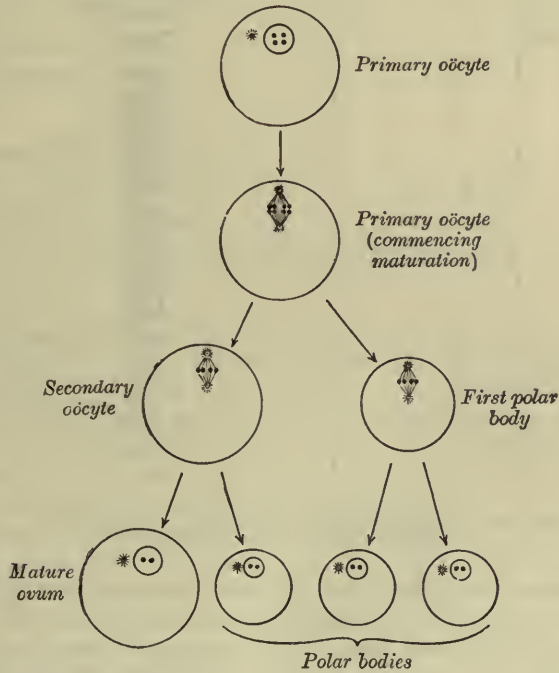 Primary oöcyte
Primary oöcyte
(commencing
maturation)
Secondary
oöcyte
First polar
body
Mature
ovum
Polar bodies